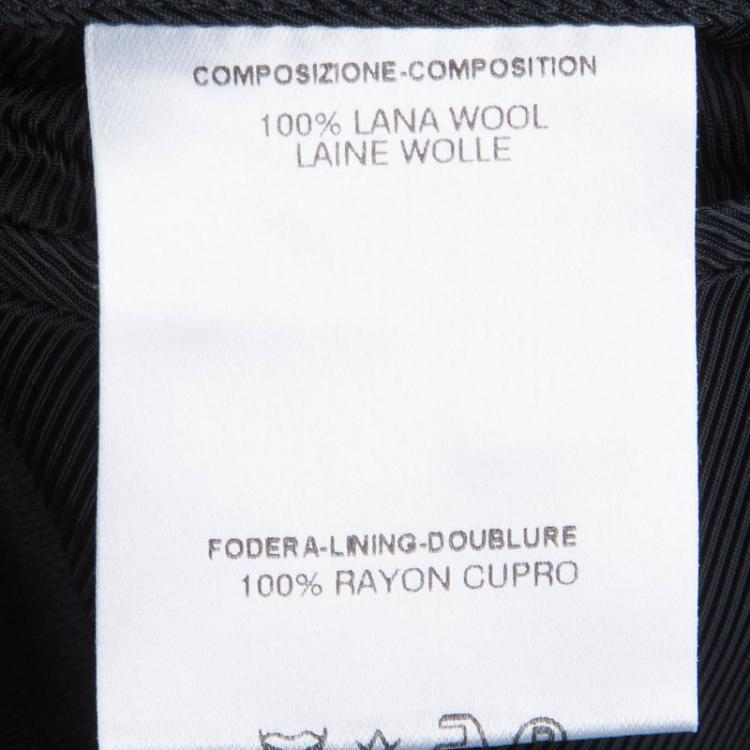 COMPOSIZIONE-COMPOSITION
100% LANA WOOL
LAINE WOLLE
FODERA-LINING-DOUBLURE
100% RAYON CUPRO
P